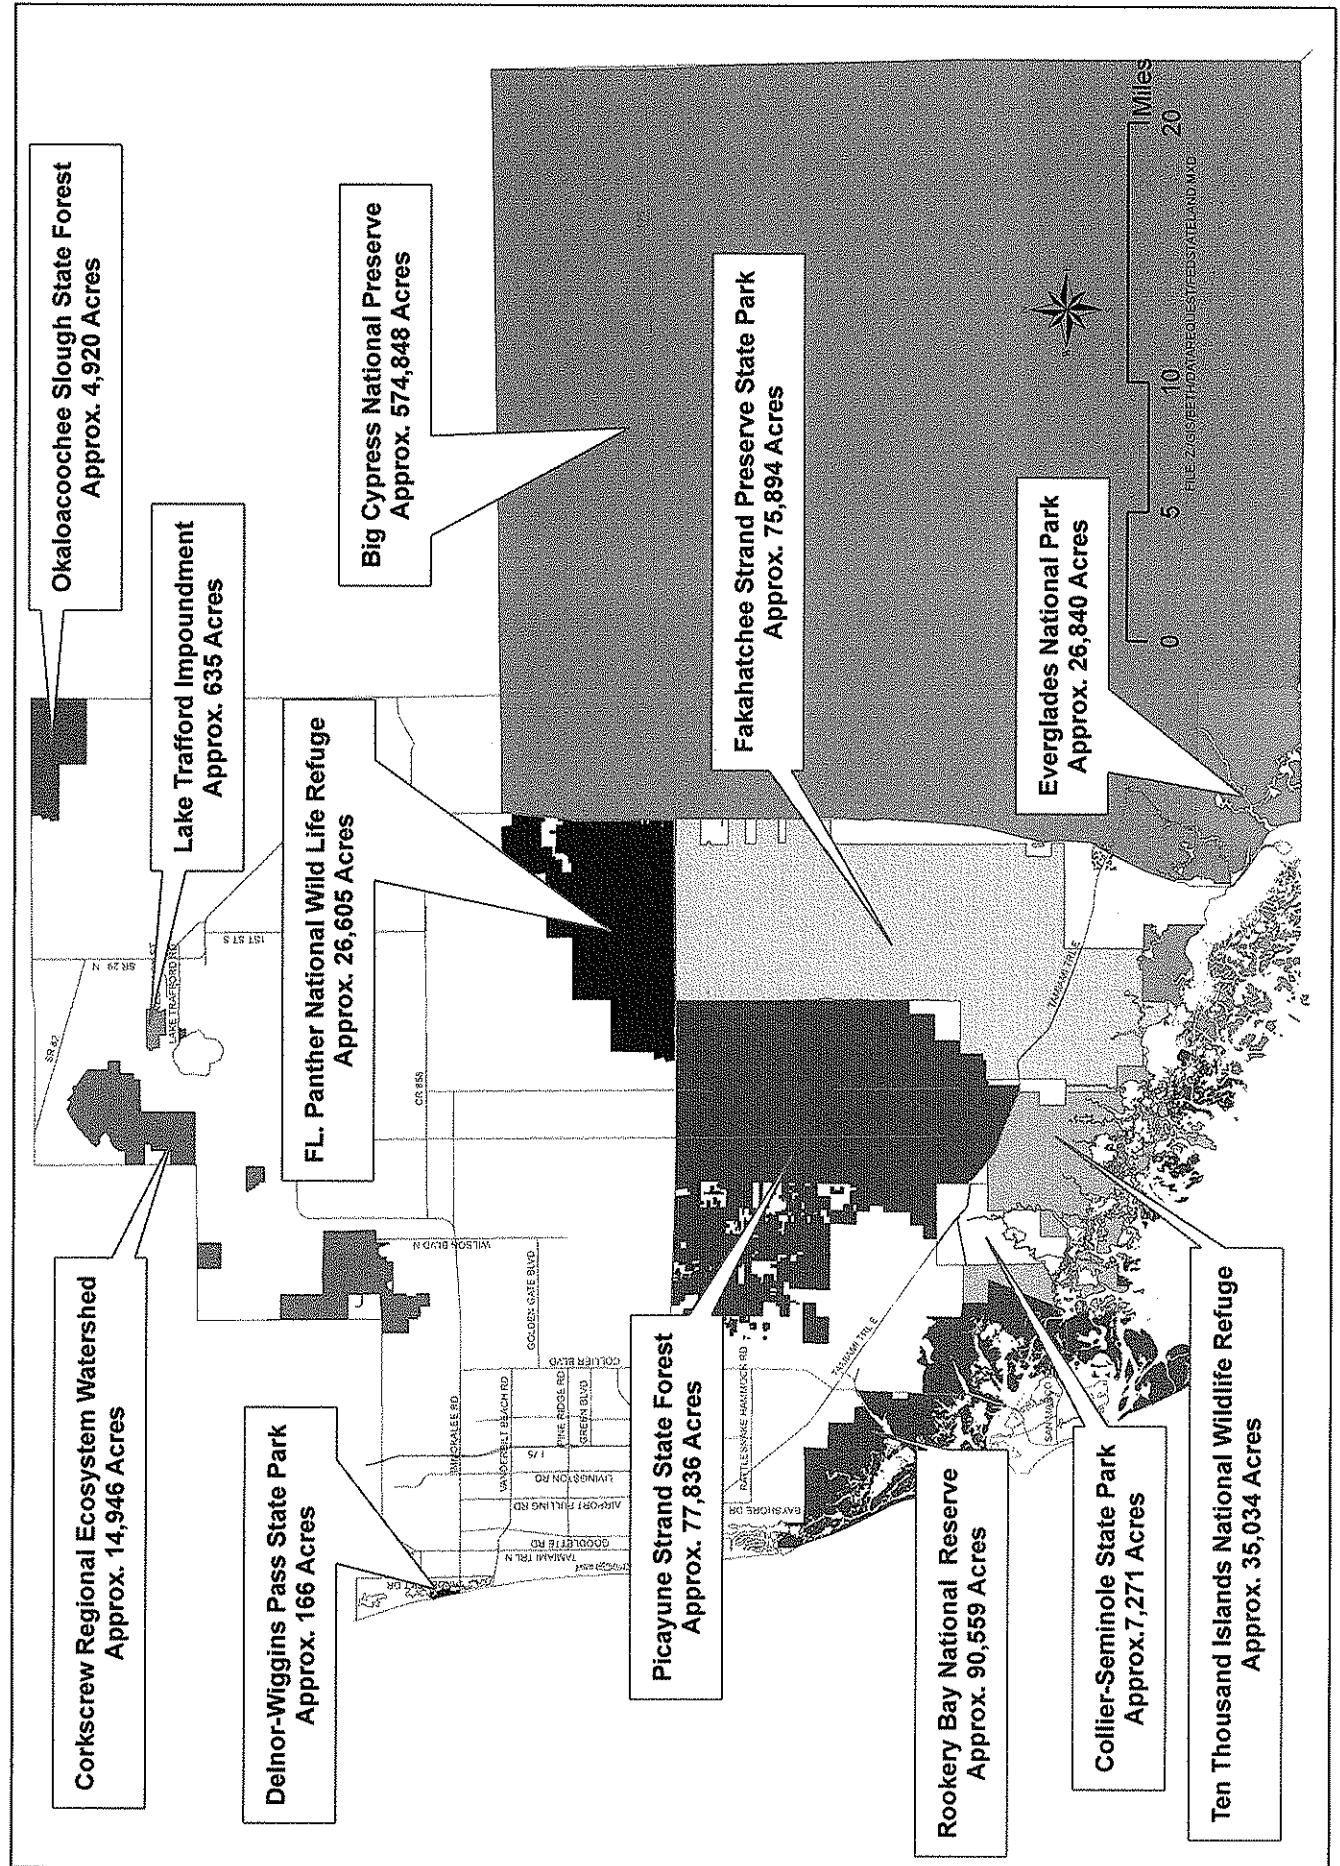 Okaloacoochee Slough State Forest
Approx. 4,920 Acres
Lake Trafford Impoundment
Approx. 635 Acres
Corkscrew Regional Ecosystem Watershed
Approx. 14,946 Acres
Big Cypress National Preserve
Approx. 574,848 Acres
FL. Panther National Wild Life Refuge
Approx. 26,605 Acres
Delnor-Wiggins Pass State Park
Approx. 166 Acres
Fakahatchee Strand Preserve State Park
Approx. 75,894 Acres
Picayune Strand State Forest
Approx. 77,836 Acres
Everglades National Park
Approx. 26,840 Acres
Rookery Bay National Reserve
Approx. 90,559 Acres
Collier-Seminole State Park
Approx.7,271 Acres
Ten Thousand Islands National Wildlife Refuge
Approx. 35,034 Acres
SR 82
SR 29 N
LAKE TRAFFORD RD
1ST ST S
CR 858
WILSON BLVD N
GOLDEN GATE BLVD
COLLIER BLVD
IMMOKALEE RD
VANDERBILT BEACH RD
PINE RIDGE RD
GREEN BLVD
I 75
LIVINGSTON RD
AIRPORT PULLING RD
GOODLETTE RD
TAMIAMI TRL N
RATTLESNAKE HAMMOCK RD
BAYSHORE DR
TAMIAMI TRL E
TAMIAMI TRL E
0 5 10 20
Miles